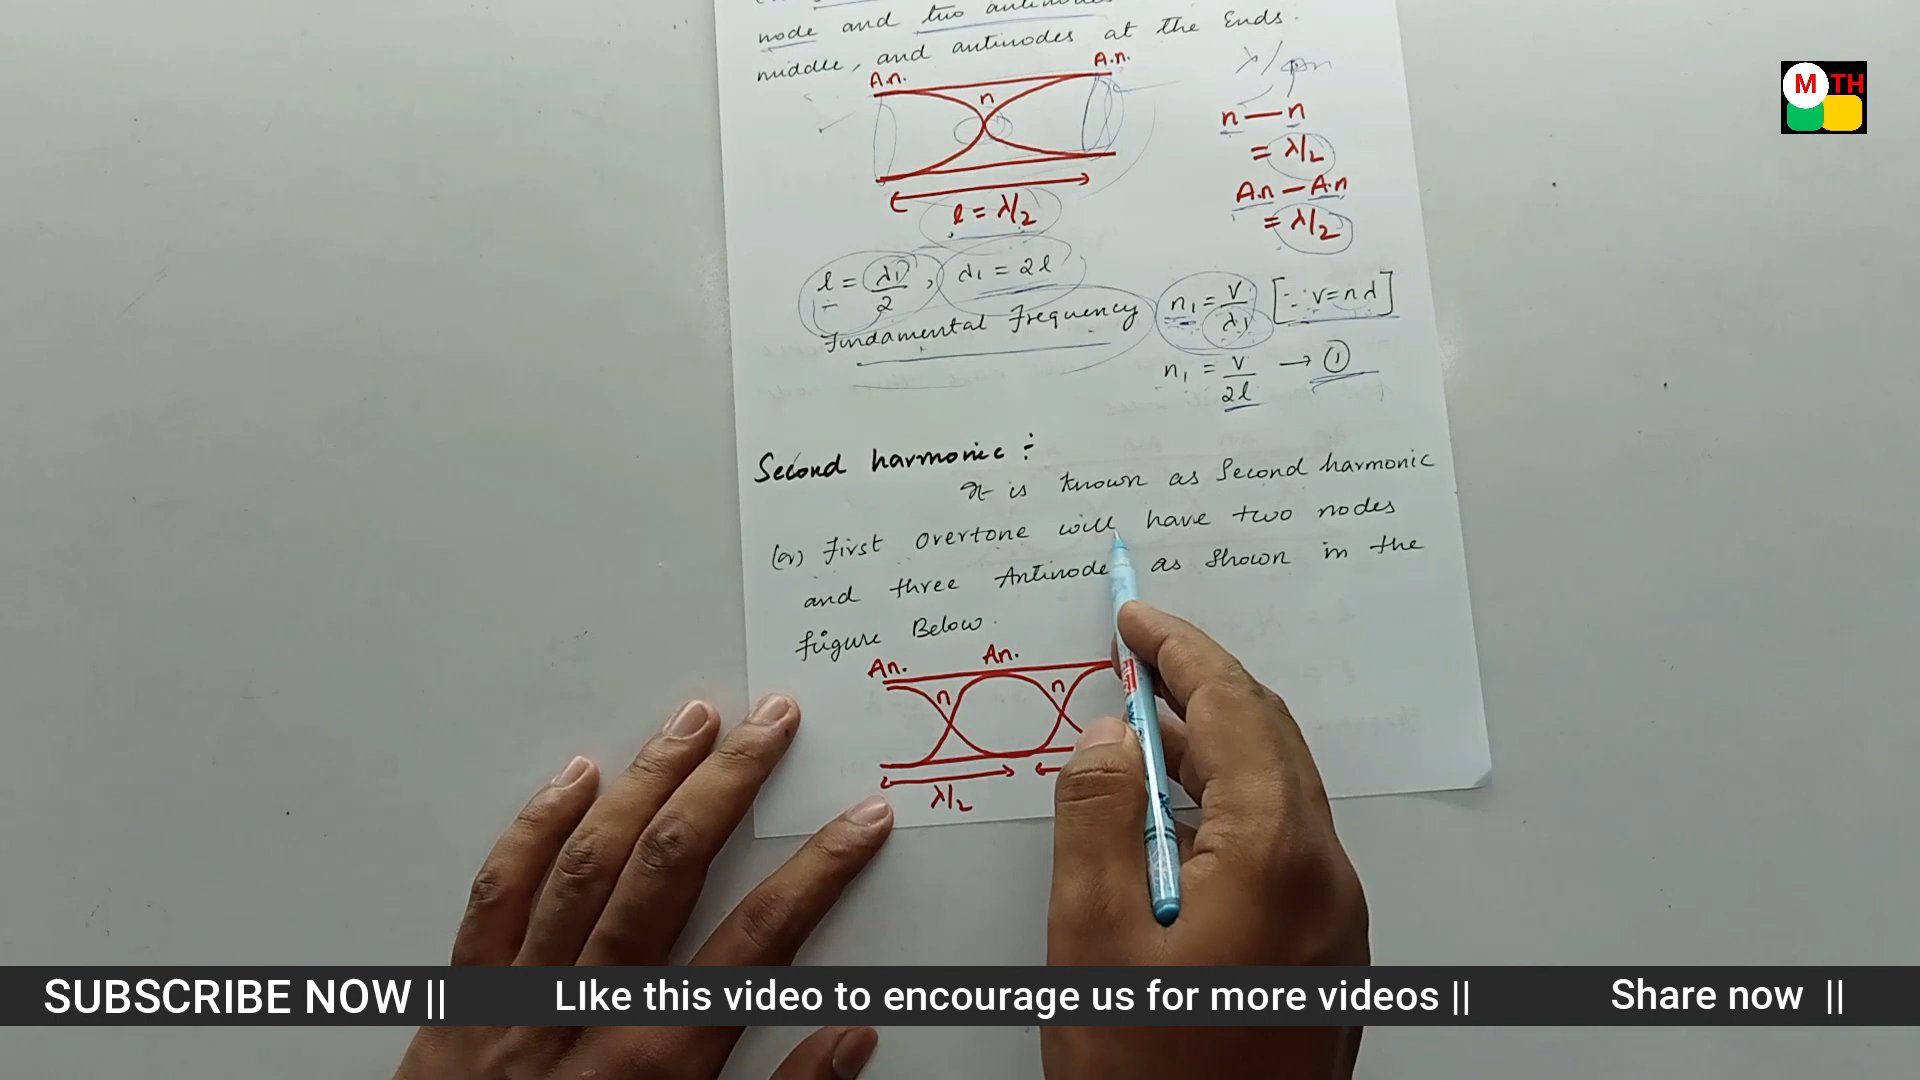 node and two antinodes
middle, and antinodes at the Ends.
A.n. A.n.
n
l = λ/2
n — n
= λ/2
A.n — A.n
= λ/2
l = λ1/2 , λ1 = 2l
Fundamental Frequency n1 = V/λ1 [∵ v=nλ]
n1 = V/2l → ①
Second harmonic ÷
It is known as Second harmonic
(or) First Overtone will have two nodes
and three Antinode as shown in the
figure Below.
An. An.
n n
λ/2
M TH
SUBSCRIBE NOW || LIke this video to encourage us for more videos || Share now ||